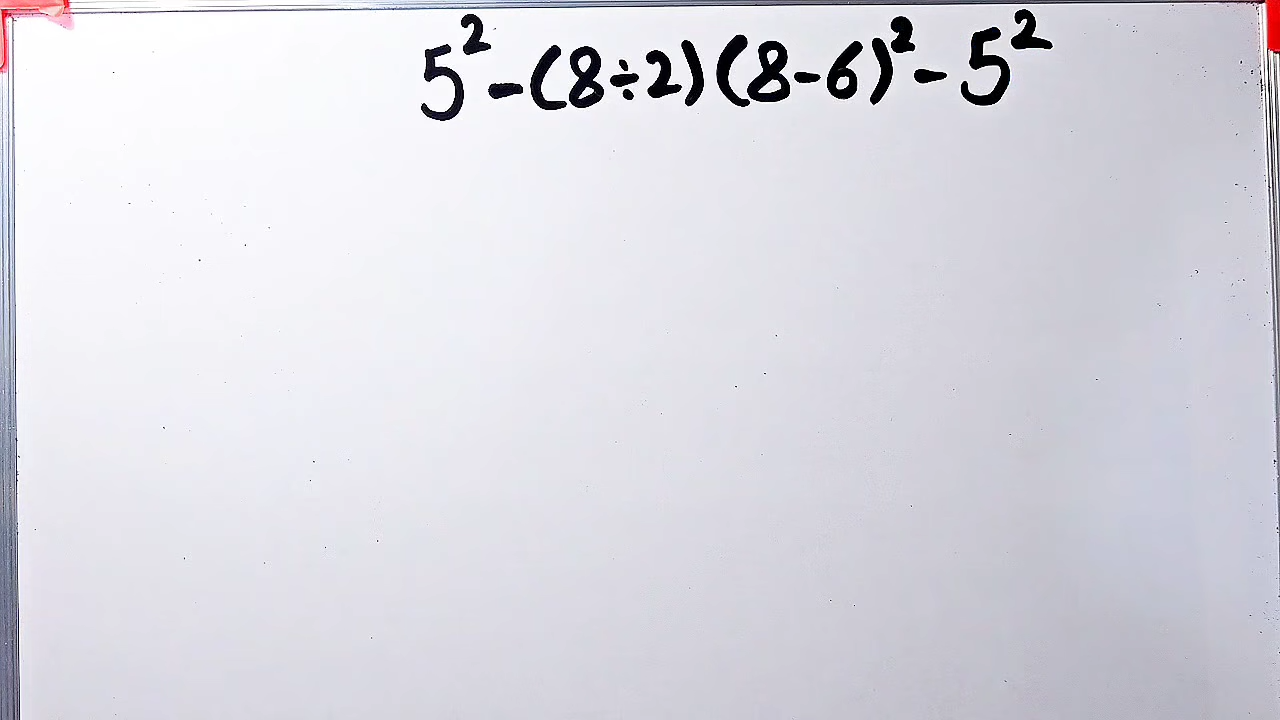 5² - (8÷2)(8-6)² - 5²